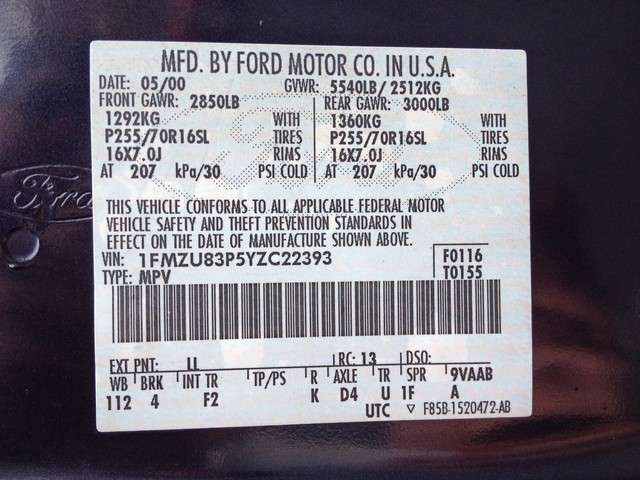 MFD. BY FORD MOTOR CO. IN U.S.A.
DATE: 05/00 GVWR: 5540LB/ 2512KG
FRONT GAWR: 2850LB REAR GAWR: 3000LB
1292KG WITH 1360KG WITH
P255/70R16SL TIRES P255/70R16SL TIRES
16X7.0J RIMS 16X7.0J RIMS
AT 207 kPa/30 PSI COLD AT 207 kPa/30 PSI COLD
THIS VEHICLE CONFORMS TO ALL APPLICABLE FEDERAL MOTOR
VEHICLE SAFETY AND THEFT PREVENTION STANDARDS IN
EFFECT ON THE DATE OF MANUFACTURE SHOWN ABOVE.
VIN: 1FMZU83P5YZC22393 F0116
TYPE: MPV T0155
EXT PNT: LL RC: 13 DSO:
WB BRK INT TR TP/PS R AXLE TR SPR 9VAAB
112 4 F2 K D4 U 1F A
UTC ▽ F85B-1520472-AB